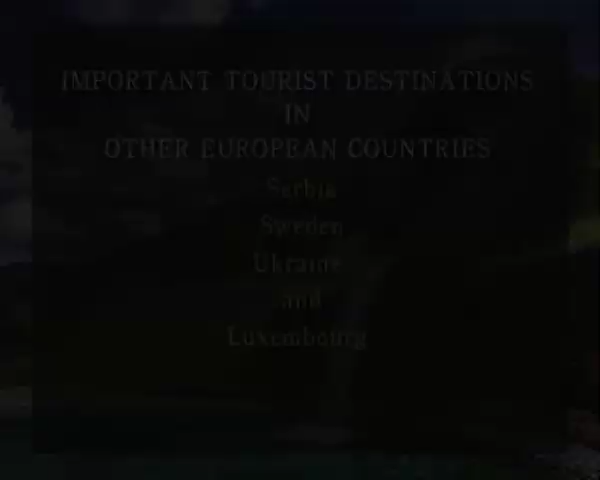 IMPORTANT TOURIST DESTINATIONS
IN
OTHER EUROPEAN COUNTRIES
Serbia
Sweden
Ukraine
and
Luxembourg